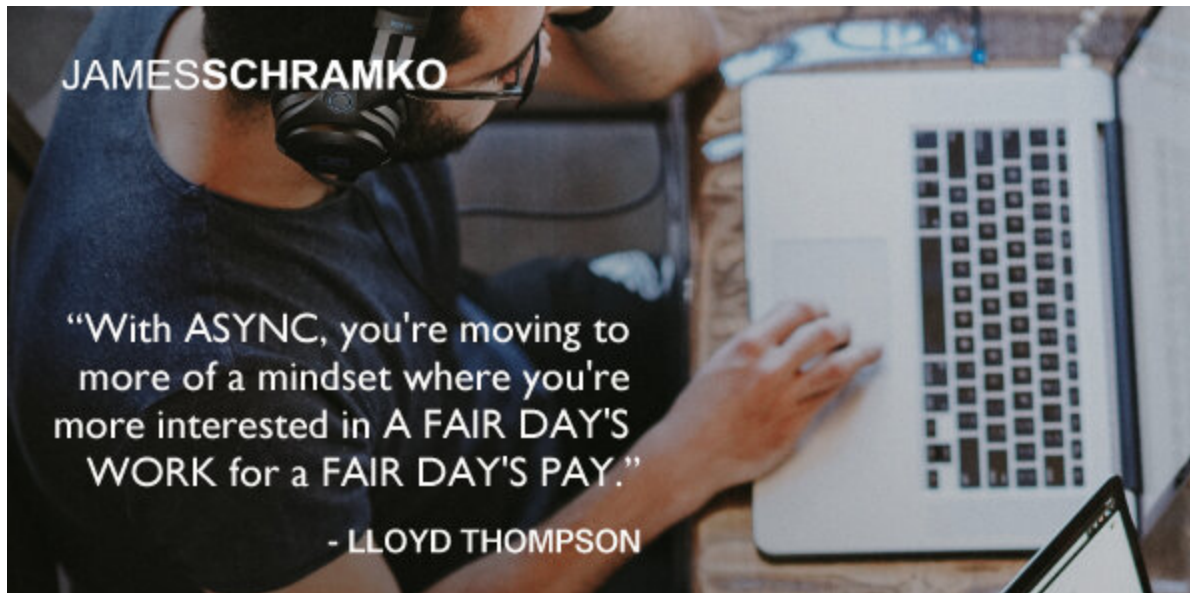 JAMESSCHRAMKO
“With ASYNC, you're moving to
more of a mindset where you're
more interested in A FAIR DAY'S
WORK for a FAIR DAY'S PAY.”
- LLOYD THOMPSON